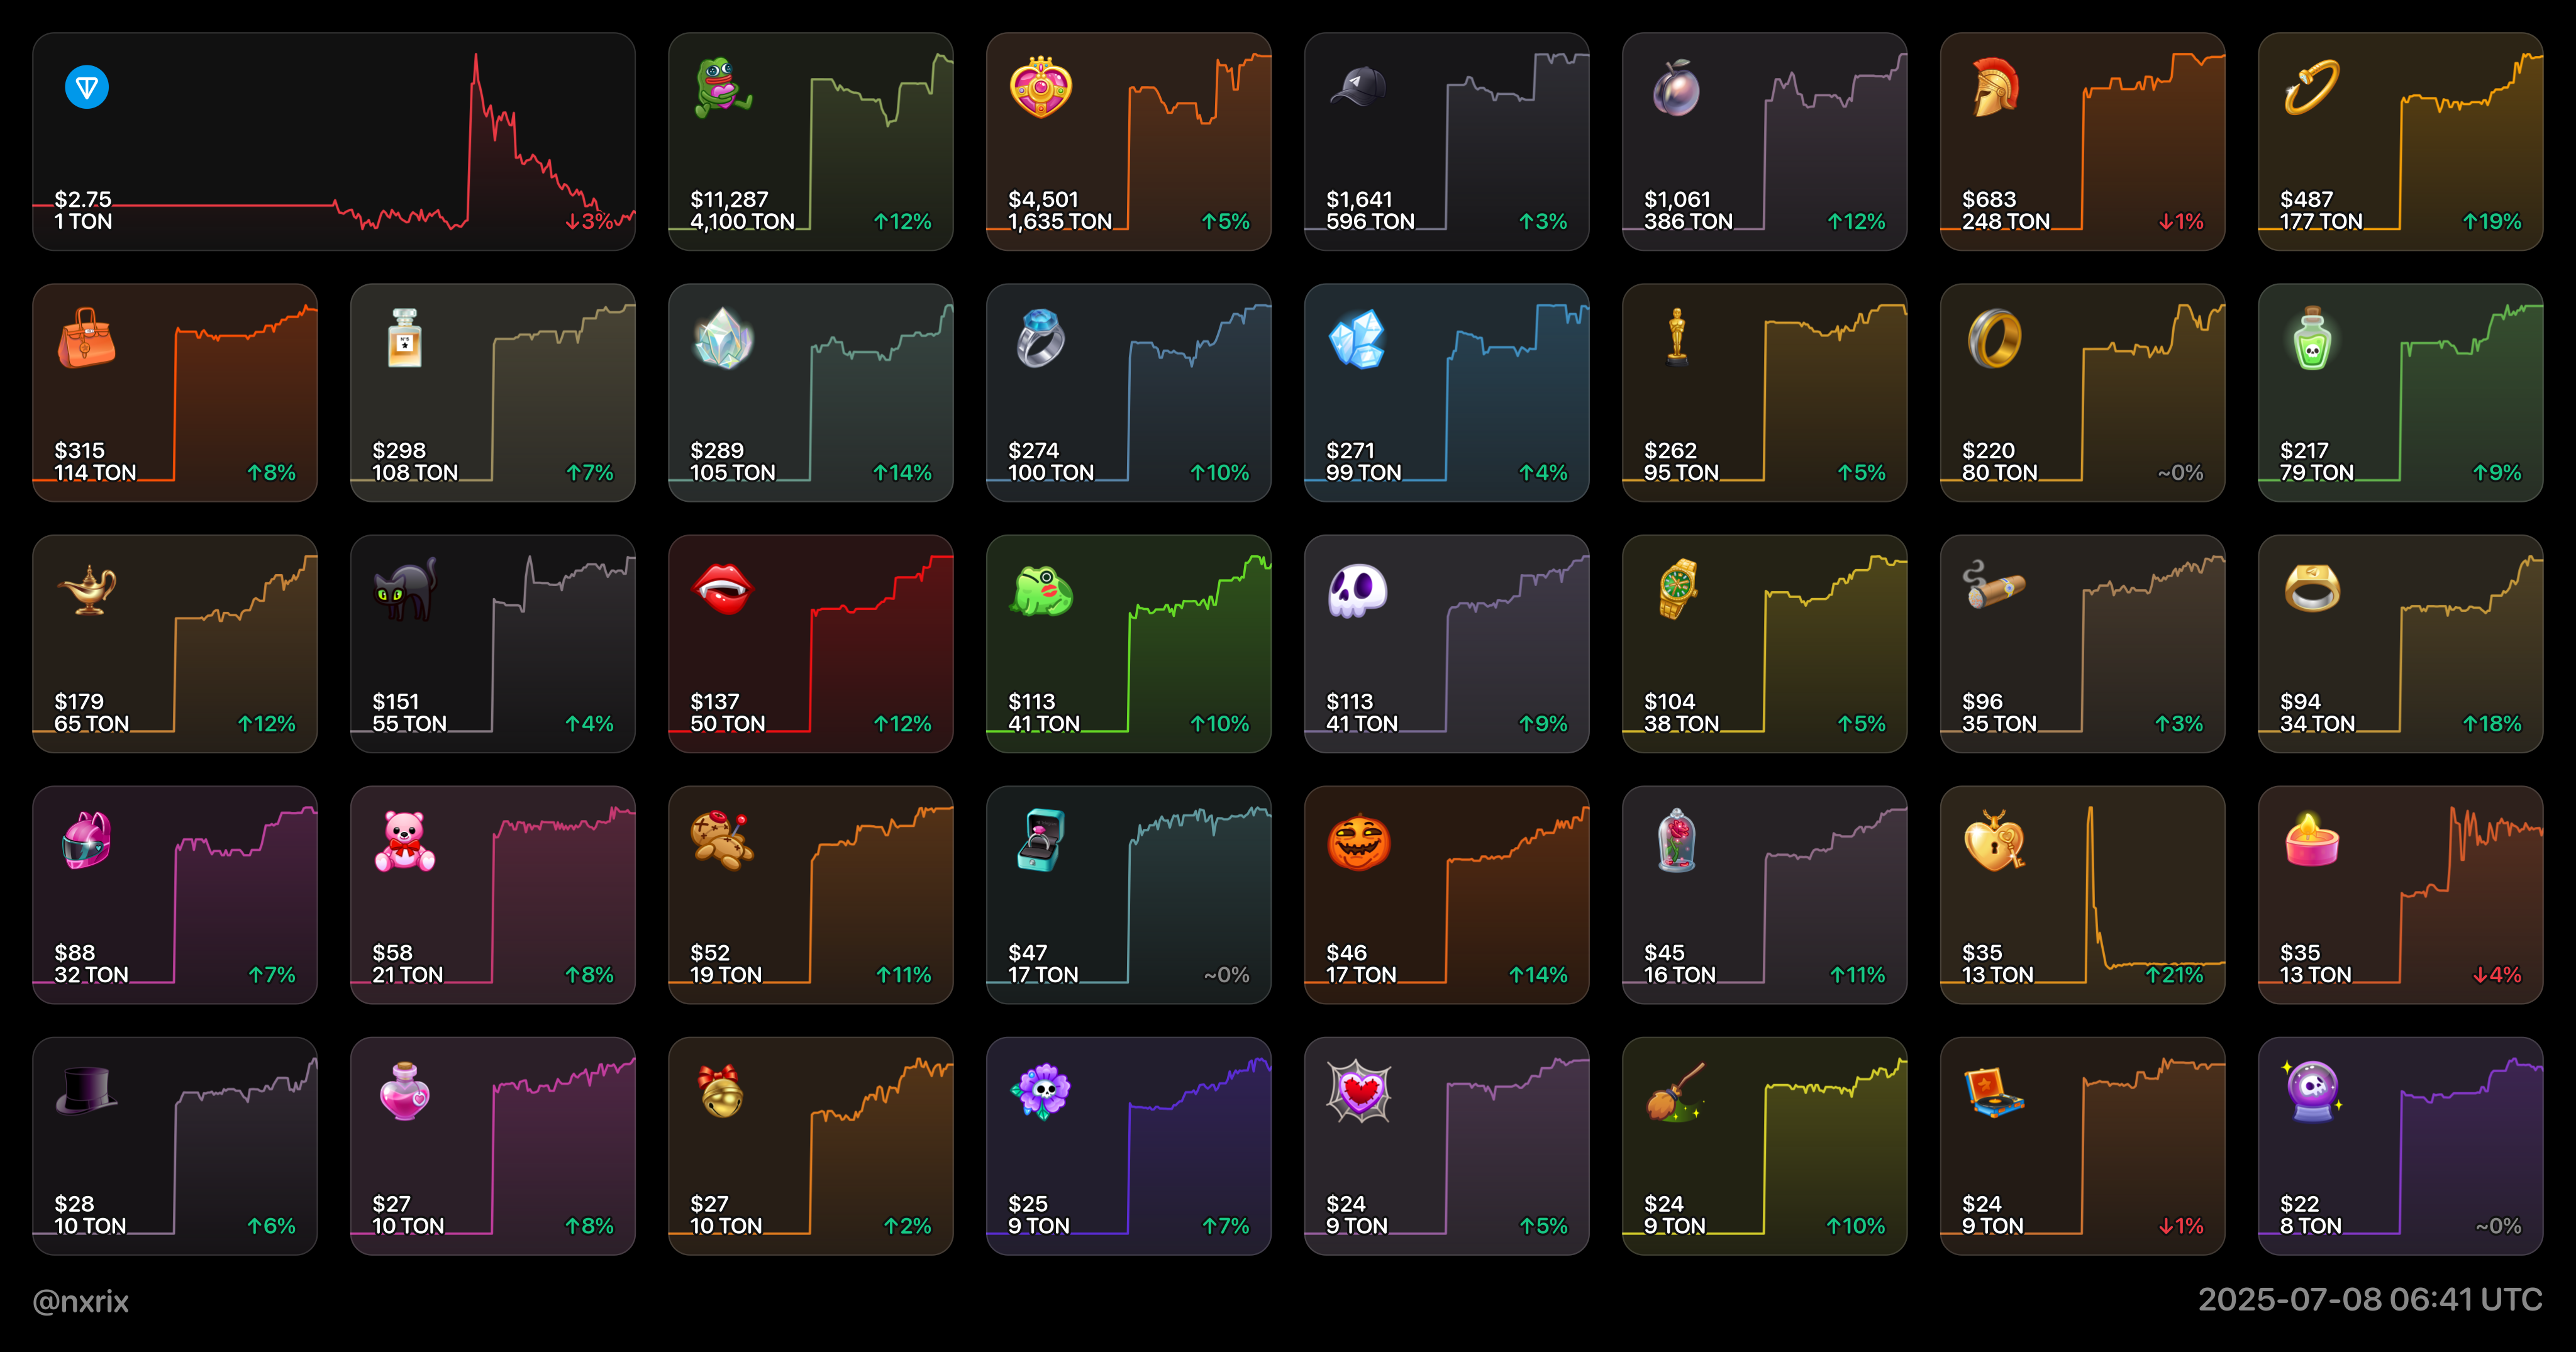 $2.75
1 TON
↓3%
$11,287
4,100 TON
↑12%
$4,501
1,635 TON
↑5%
$1,641
596 TON
↑3%
$1,061
386 TON
↑12%
$683
248 TON
↓1%
$487
177 TON
↑19%
$315
114 TON
↑8%
$298
108 TON
↑7%
$289
105 TON
↑14%
$274
100 TON
↑10%
$271
99 TON
↑4%
$262
95 TON
↑5%
$220
80 TON
~0%
$217
79 TON
↑9%
$179
65 TON
↑12%
$151
55 TON
↑4%
$137
50 TON
↑12%
$113
41 TON
↑10%
$113
41 TON
↑9%
$104
38 TON
↑5%
$96
35 TON
↑3%
$94
34 TON
↑18%
$88
32 TON
↑7%
$58
21 TON
↑8%
$52
19 TON
↑11%
$47
17 TON
~0%
$46
17 TON
↑14%
$45
16 TON
↑11%
$35
13 TON
↑21%
$35
13 TON
↓4%
$28
10 TON
↑6%
$27
10 TON
↑8%
$27
10 TON
↑2%
$25
9 TON
↑7%
$24
9 TON
↑5%
$24
9 TON
↑10%
$24
9 TON
↓1%
$22
8 TON
~0%
@nxrix
2025-07-08 06:41 UTC